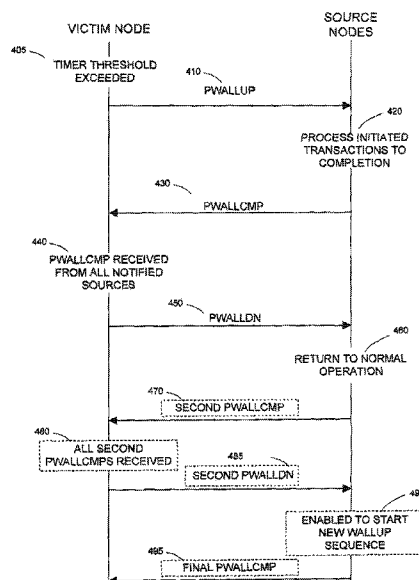 VICTIM NODE
SOURCE
NODES
405
TIMER THRESHOLD
EXCEEDED
410
PWALLUP
420
PROCESS INITIATED
TRANSACTIONS TO
COMPLETION
430
PWALLCMP
440
PWALLCMP RECEIVED
FROM ALL NOTIFIED
SOURCES
450
PWALLDN
460
RETURN TO NORMAL
OPERATION
470
SECOND PWALLCMP
480
ALL SECOND
PWALLCMPS RECEIVED
485
SECOND PWALLDN
ENABLED TO START
NEW WALLUP
SEQUENCE
495
FINAL PWALLCMP